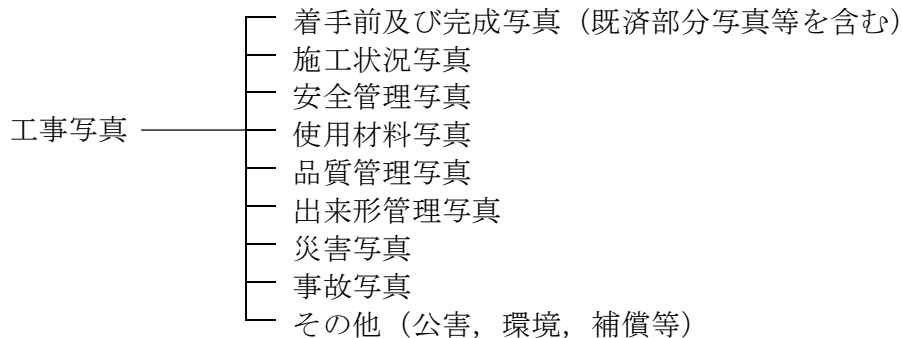 着手前及び完成写真（既済部分写真等を含む）
施工状況写真
安全管理写真
工事写真
使用材料写真
品質管理写真
出来形管理写真
災害写真
事故写真
その他（公害，環境，補償等）